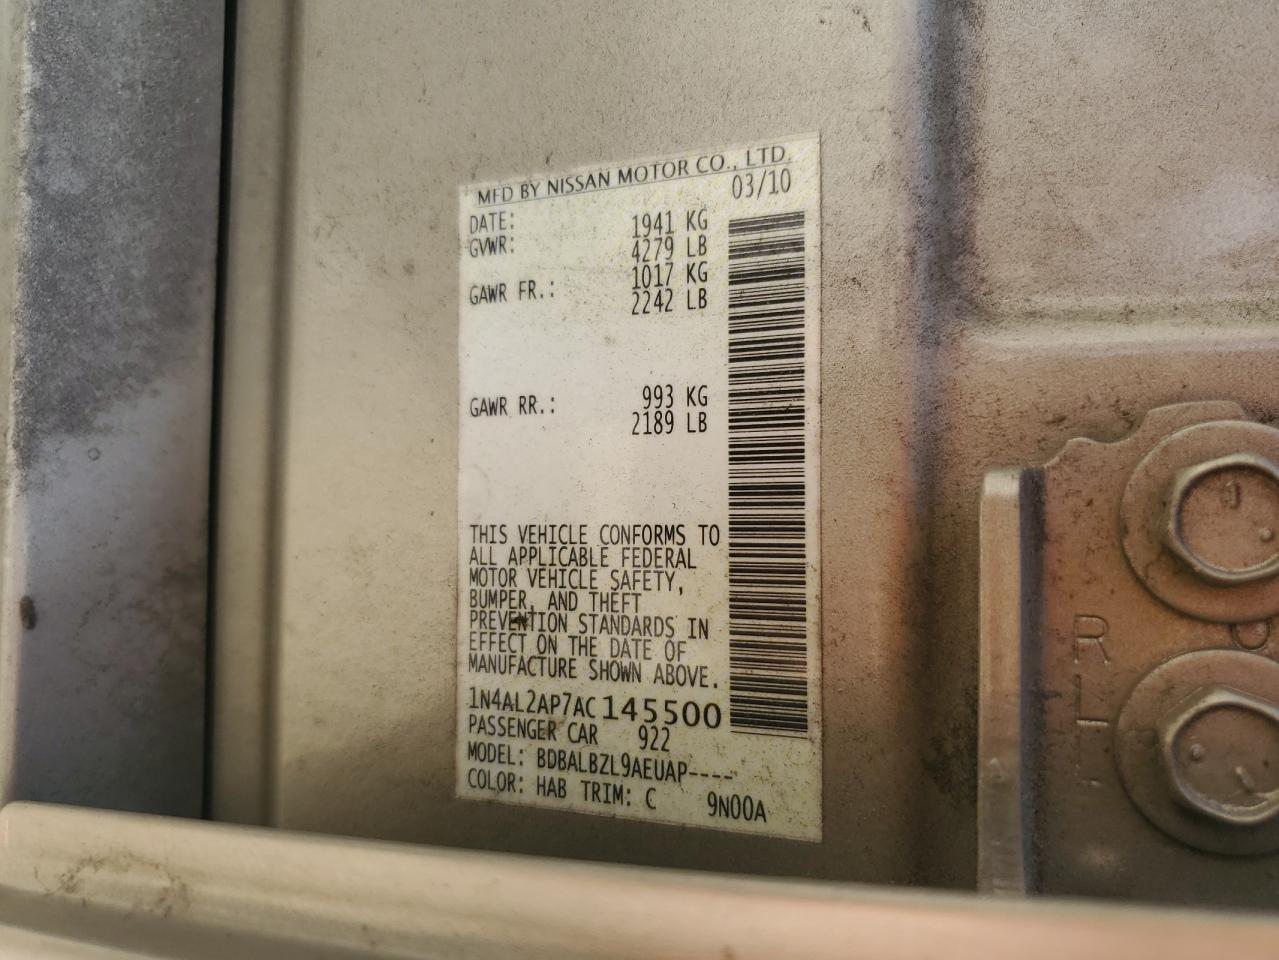 MFD BY NISSAN MOTOR CO., LTD.
DATE: 03/10
GVWR: 1941 KG
4279 LB
GAWR FR.: 1017 KG
2242 LB
GAWR RR.: 993 KG
2189 LB
THIS VEHICLE CONFORMS TO
ALL APPLICABLE FEDERAL
MOTOR VEHICLE SAFETY,
BUMPER, AND THEFT
PREVENTION STANDARDS IN
EFFECT ON THE DATE OF
MANUFACTURE SHOWN ABOVE.
1N4AL2AP7AC145500
PASSENGER CAR 922
MODEL: BDBALBZL9AEUAP----
COLOR: HAB TRIM: C 9N00A
R
L